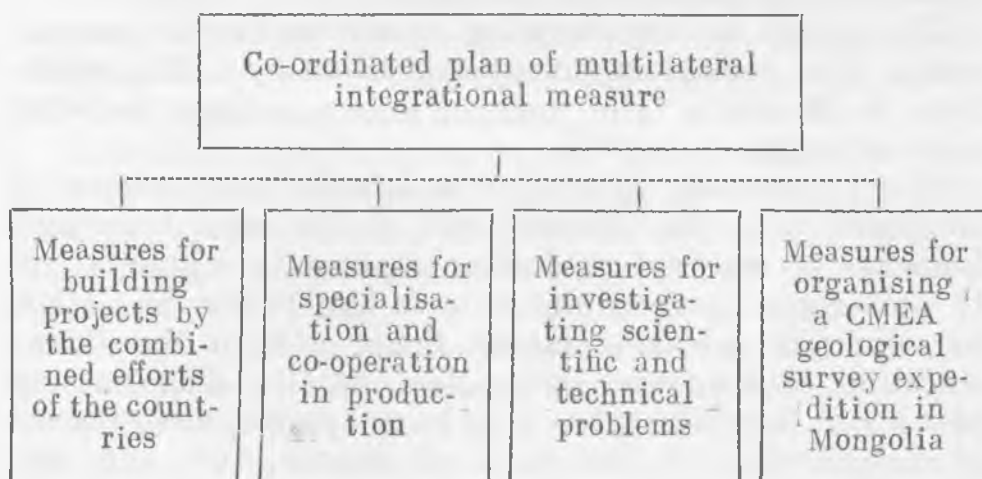 Co-ordinated plan of multilateral
integrational measure
Measures for
building
projects by
the combi-
ned efforts
of the count-
ries
Measures for
specialisa-
tion and
co-operation
in produc-
tion
Measures for
investiga-
ting scien-
tific and
technical
problems
Measures for
organising
a CMEA
geological
survey expe-
dition in
Mongolia